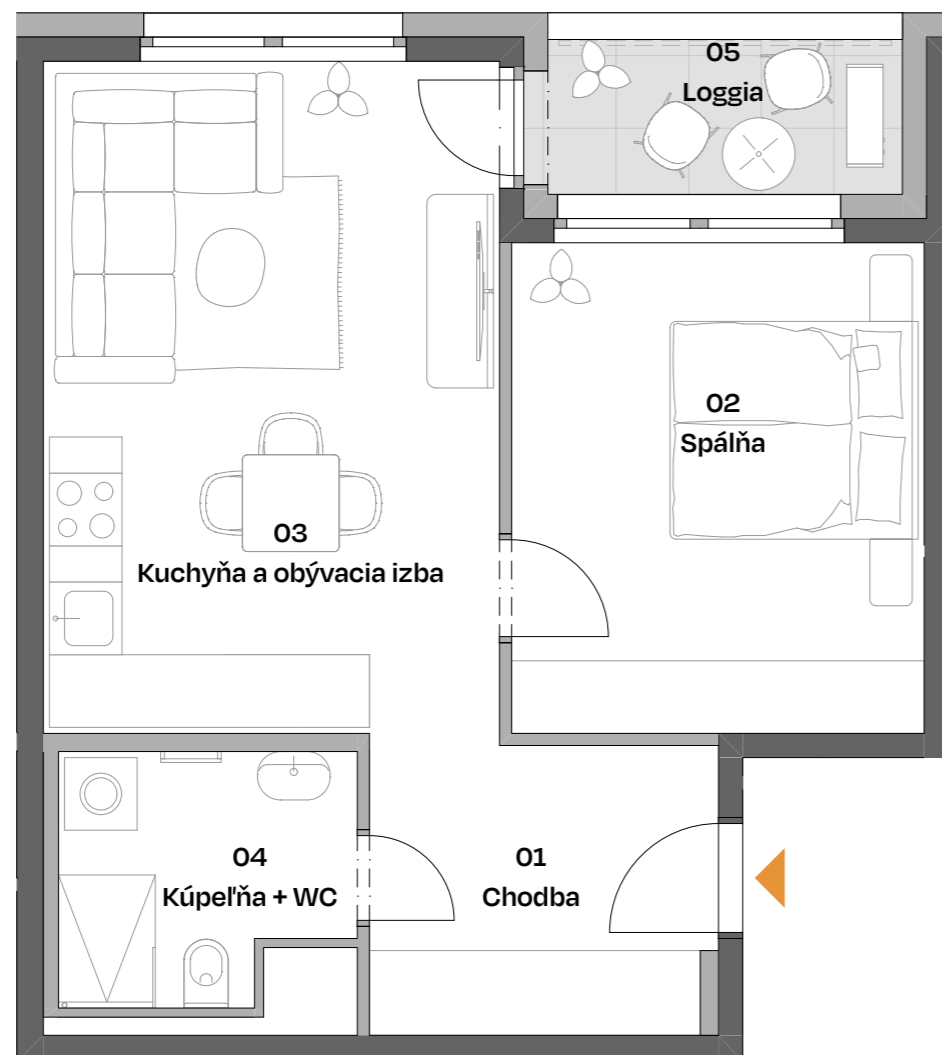 05
Loggia
02
Spálňa
03
Kuchyňa a obývacia izba
04
Kúpeľňa + WC
01
Chodba